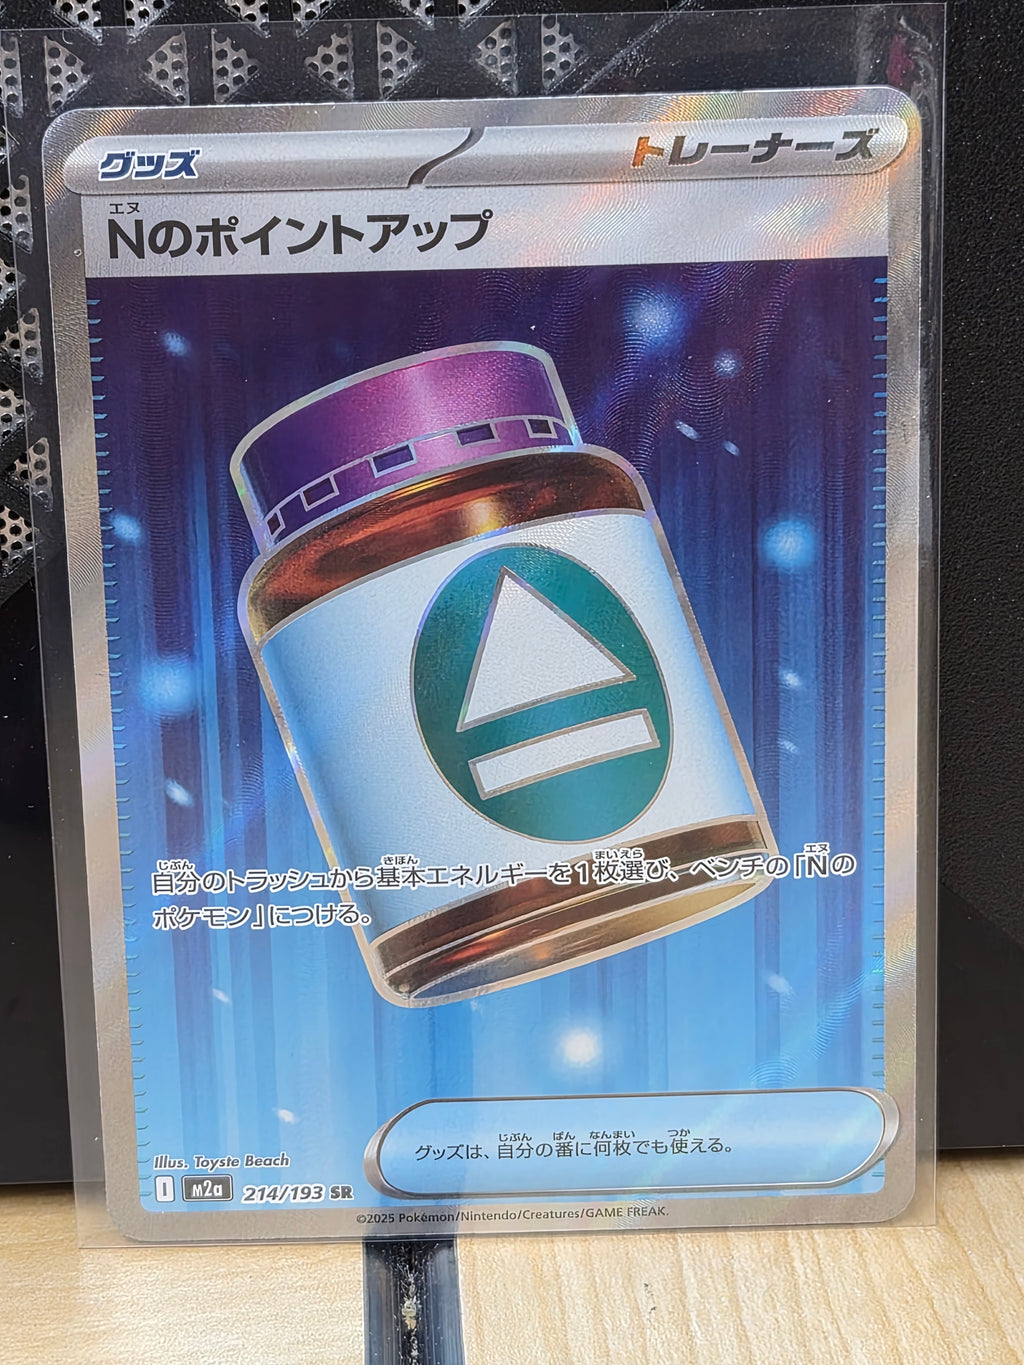 グッズ
トレーナーズ
エヌ
Nのポイントアップ
じぶん きほん まいえら エヌ
自分のトラッシュから基本エネルギーを1枚選び、ベンチの「Nの
ポケモン」につける。
じぶん ばん なんまい つか
グッズは、自分の番に何枚でも使える。
Illus. Toyste Beach
I m2a 214/193 SR
©2025 Pokémon/Nintendo/Creatures/GAME FREAK.